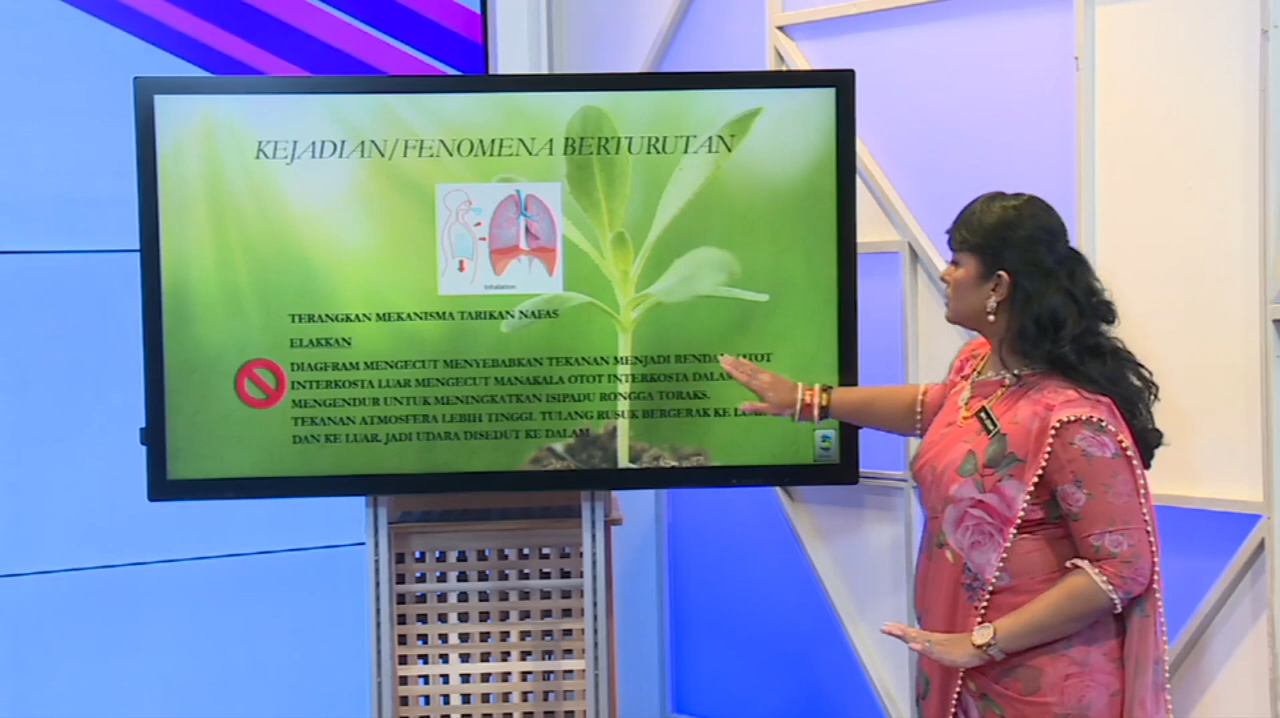 KEJADIAN/FENOMENA BERTURUTAN
Inhalation
TERANGKAN MEKANISMA TARIKAN NAFAS
ELAKKAN
DIAGFRAM MENGECUT MENYEBABKAN TEKANAN MENJADI
INTERKOSTA LUAR MENGECUT MANAKALA OTOT INTERKOSTA
MENGENDUR UNTUK MENINGKATKAN ISIPADU RONGGA TORAKS.
TEKANAN ATMOSFERA LEBIH TINGGI. TULANG RUSUK BERGERAK KE
DAN KE LUAR. JADI UDARA DISEDUT KE DALAM